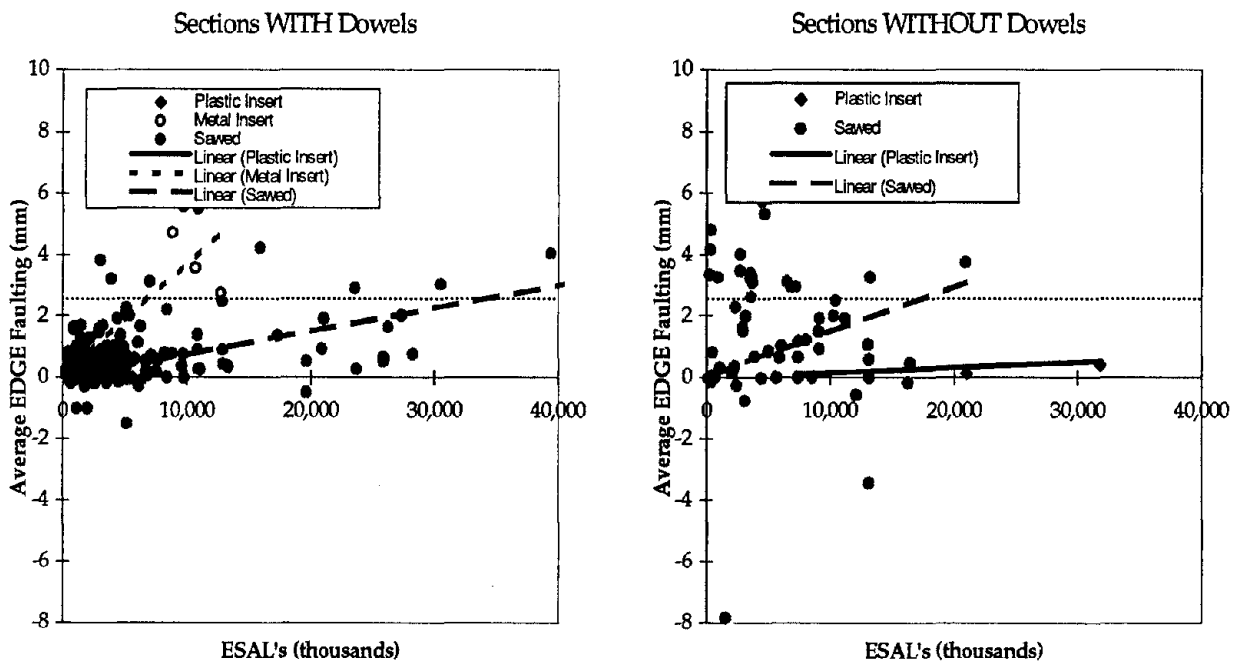 Sections WITH Dowels
10
8
6
4
2
0
-2
-4
-6
-8
Average EDGE Faulting (mm)
Plastic Insert
Metal Insert
Sawed
Linear (Plastic Insert)
Linear (Metal Insert)
Linear (Sawed)
0 10,000 20,000 30,000 40,000
ESAL's (thousands)
Sections WITHOUT Dowels
10
8
6
4
2
0
-2
-4
-6
-8
Average EDGE Faulting (mm)
Plastic Insert
Sawed
Linear (Plastic Insert)
Linear (Sawed)
0 10,000 20,000 30,000 40,000
ESAL's (thousands)